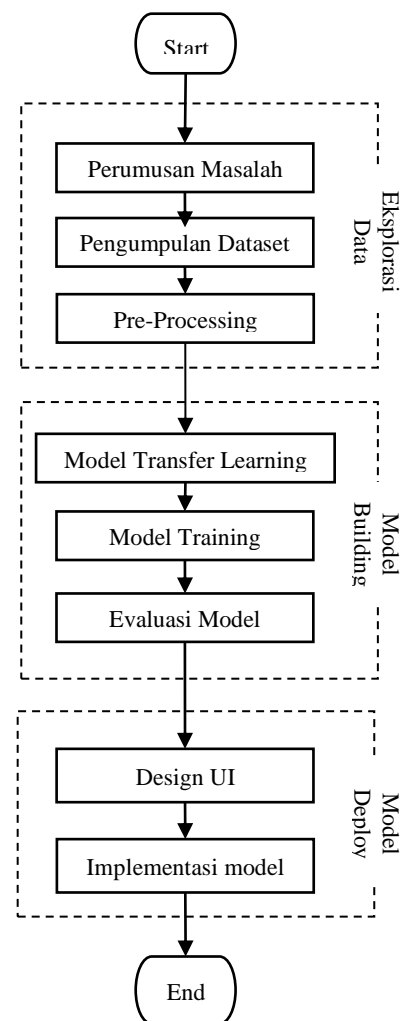 Start
Perumusan Masalah
Pengumpulan Dataset
Pre-Processing
Eksplorasi
Data
Model Transfer Learning
Model Training
Evaluasi Model
Model
Building
Design UI
Implementasi model
Model
Deploy
End